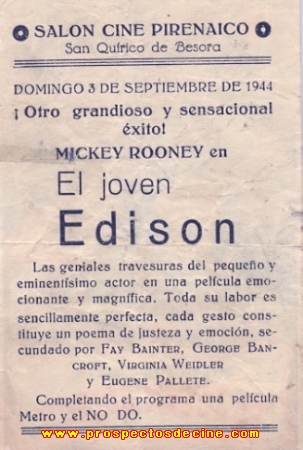 SALON CINE PIRENAICO
San Quírico de Besora
DOMINGO 3 DE SEPTIEMBRE DE 1944
¡Otro grandioso y sensacional
éxito!
MICKEY ROONEY en
El joven
Edison
Las geniales travesuras del pequeño y
eminentísimo actor en una película emo-
cionante y magnífica. Toda su labor es
sencillamente perfecta, cada gesto cons-
tituye un poema de justeza y emoción, se-
cundado por FAY BAINTER, GEORGE BAN-
CROFT, VIRGINIA WEIDLER
y EUGENE PALLETE.
Completando el programa una película
Metro y el NO DO.
www.prospectosdecine.com